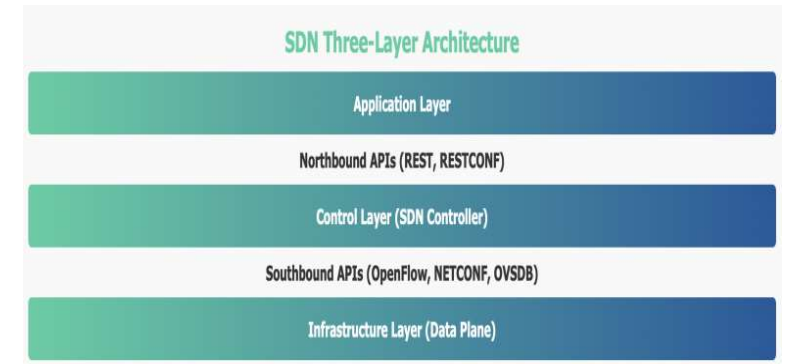 SDN Three-Layer Architecture
Application Layer
Northbound APIs (REST, RESTCONF)
Control Layer (SDN Controller)
Southbound APIs (OpenFlow, NETCONF, OVSDB)
Infrastructure Layer (Data Plane)